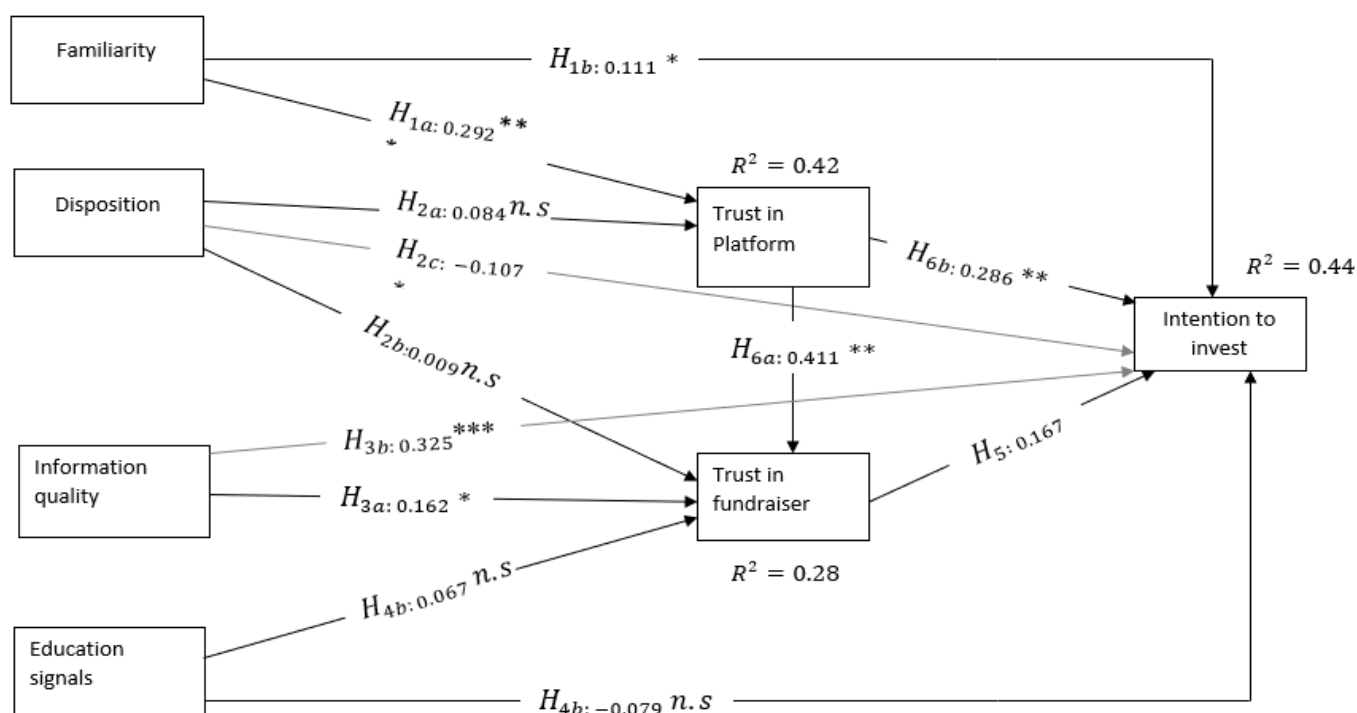 Familiarity
H1b: 0.111 *
H1a: 0.292 **
*
R² = 0.42
Disposition
H2a: 0.084 n.s
Trust in
Platform
H2c: −0.107
*
H6b: 0.286 **
R² = 0.44
Intention to
invest
H2b:0.009 n.s
H6a: 0.411 **
H3b: 0.325 ***
Information
quality
H3a: 0.162 *
Trust in
fundraiser
H5: 0.167
R² = 0.28
H4b: 0.067 n.s
Education
signals
H4b: −0.079 n.s